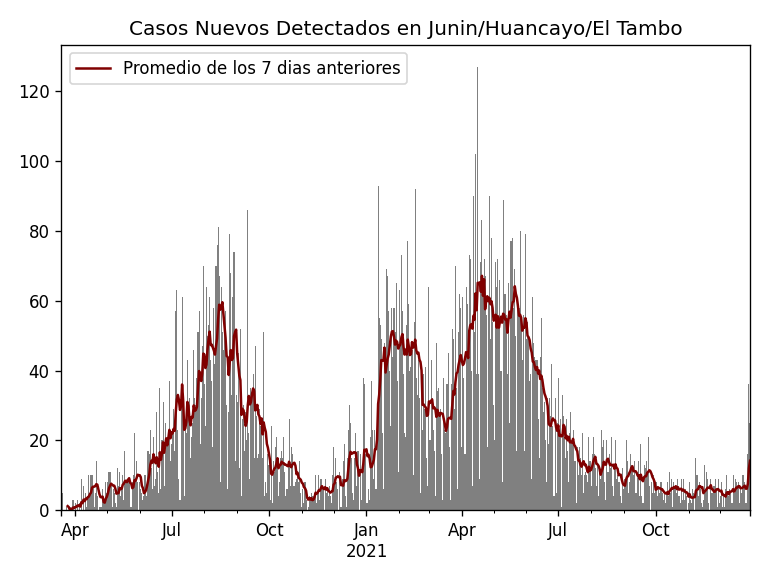 Casos Nuevos Detectados en Junin/Huancayo/El Tambo
Promedio de los 7 dias anteriores
120
100
80
60
40
20
0
Apr Jul Oct Jan Apr Jul Oct
2021